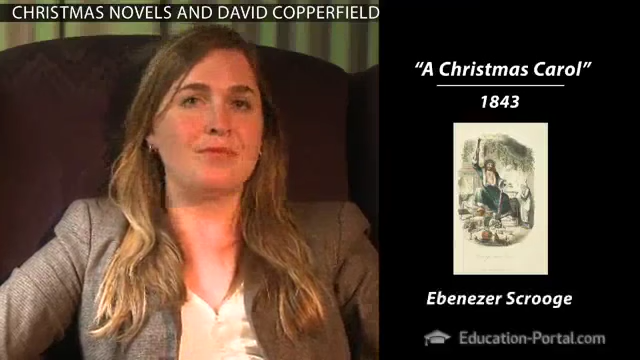 CHRISTMAS NOVELS AND DAVID COPPERFIELD
“A Christmas Carol”
1843
Ebenezer Scrooge
Education-Portal.com